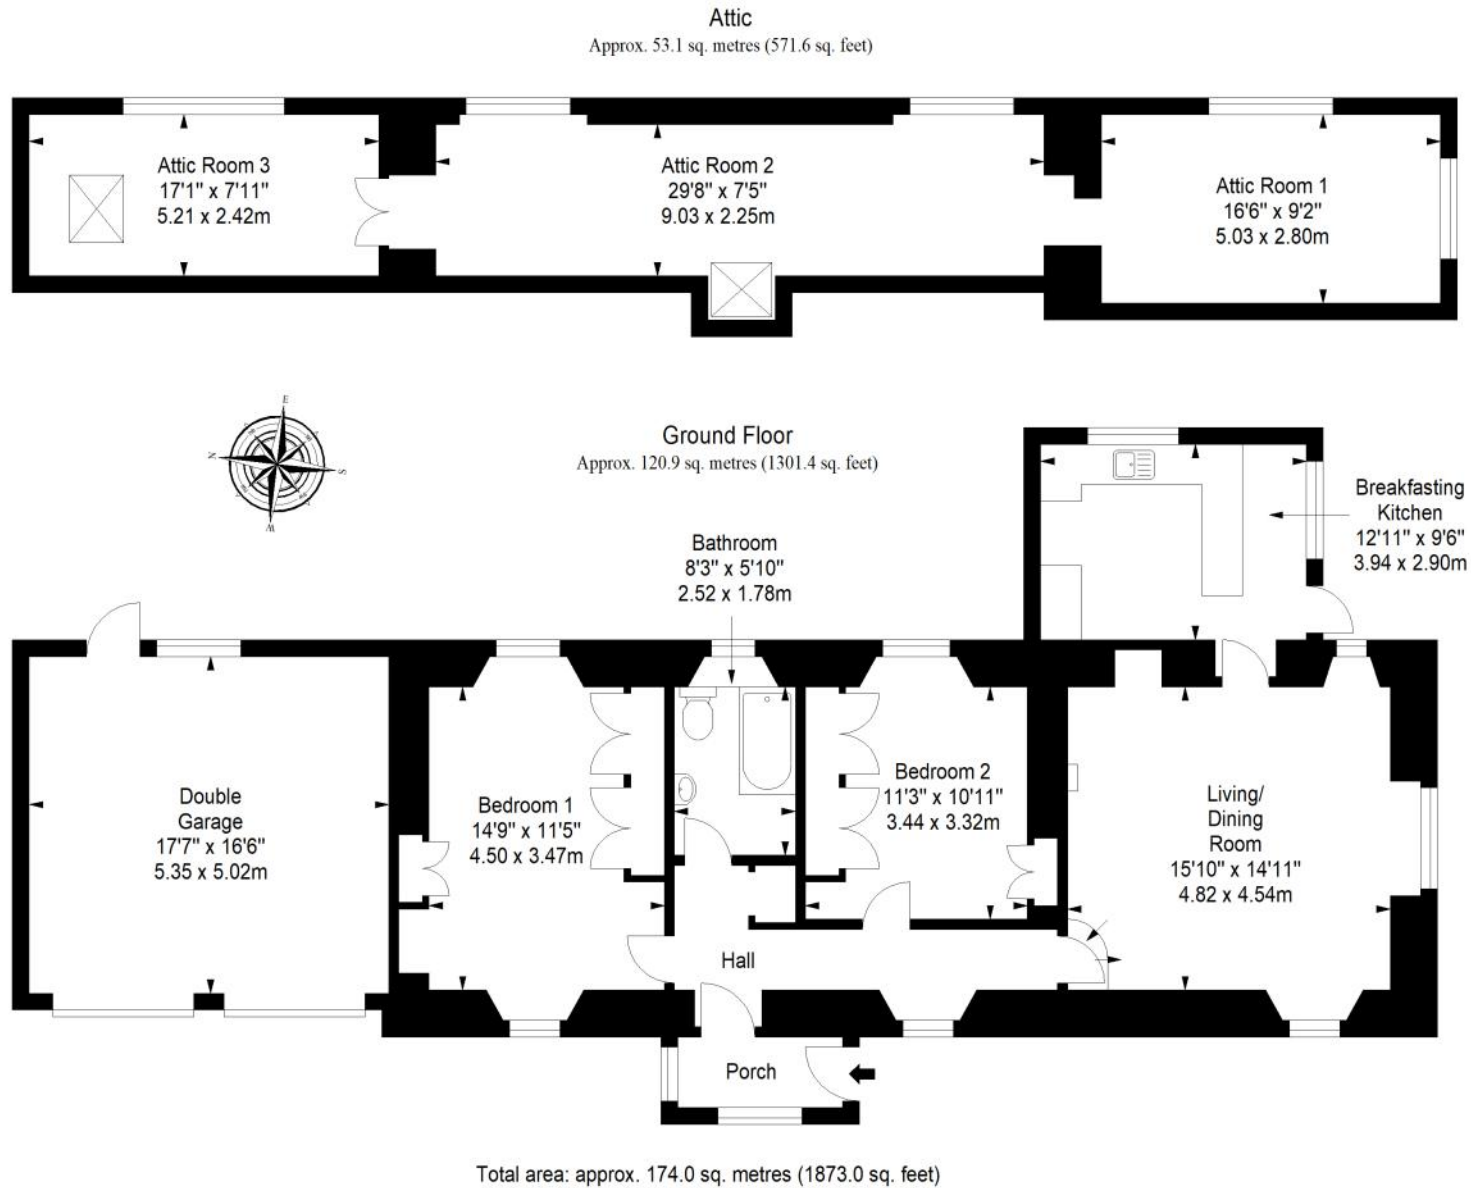 Attic
Approx. 53.1 sq. metres (571.6 sq. feet)
Attic Room 3
17'1" x 7'11"
5.21 x 2.42m
Attic Room 2
29'8" x 7'5"
9.03 x 2.25m
Attic Room 1
16'6" x 9'2"
5.03 x 2.80m
E
N
S
W
Ground Floor
Approx. 120.9 sq. metres (1301.4 sq. feet)
Breakfasting
Kitchen
12'11" x 9'6"
3.94 x 2.90m
Bathroom
8'3" x 5'10"
2.52 x 1.78m
Double
Garage
17'7" x 16'6"
5.35 x 5.02m
Bedroom 1
14'9" x 11'5"
4.50 x 3.47m
Bedroom 2
11'3" x 10'11"
3.44 x 3.32m
Living/
Dining
Room
15'10" x 14'11"
4.82 x 4.54m
Hall
Porch
Total area: approx. 174.0 sq. metres (1873.0 sq. feet)